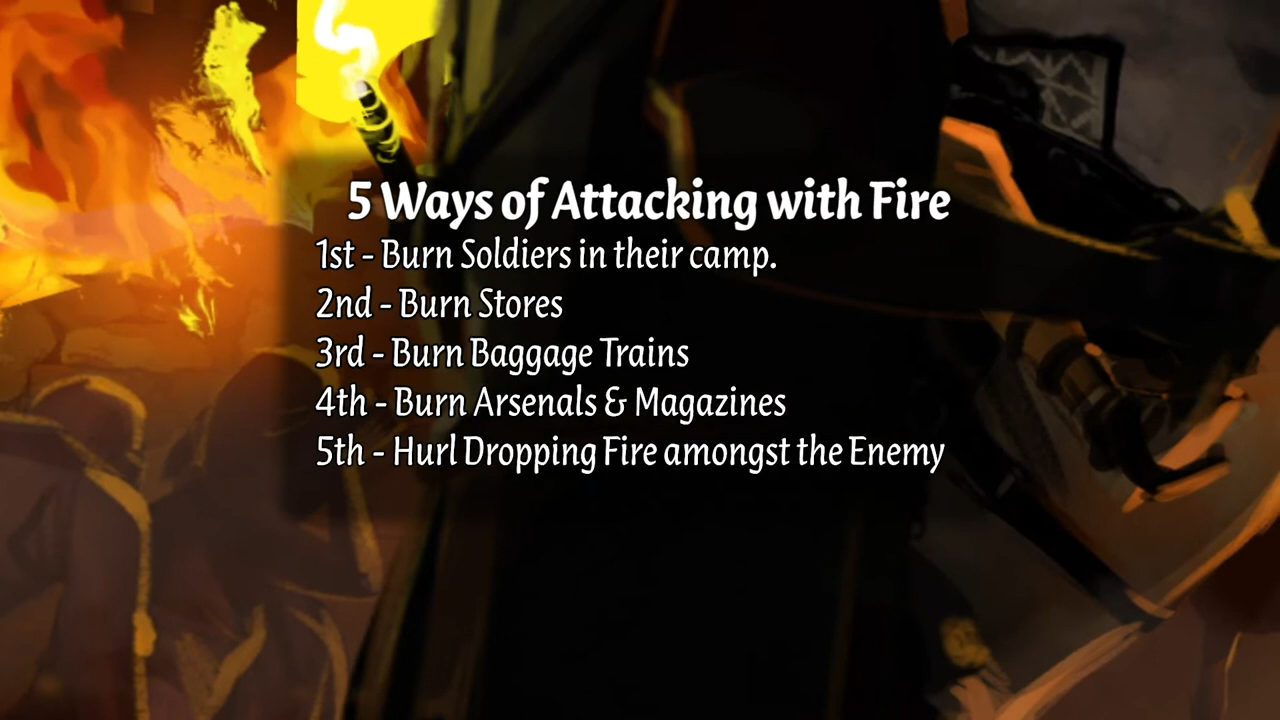 5 Ways of Attacking with Fire
1st - Burn Soldiers in their camp.
2nd - Burn Stores
3rd - Burn Baggage Trains
4th - Burn Arsenals & Magazines
5th - Hurl Dropping Fire amongst the Enemy